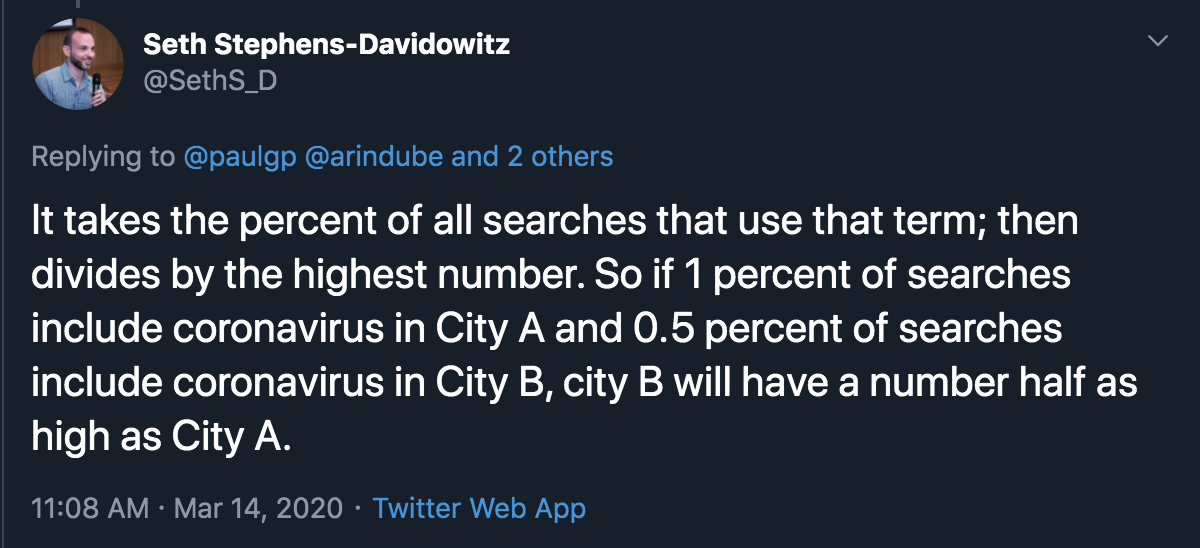 Seth Stephens-Davidowitz
@SethS_D
Replying to @paulgp @arindube and 2 others
It takes the percent of all searches that use that term; then
divides by the highest number. So if 1 percent of searches
include coronavirus in City A and 0.5 percent of searches
include coronavirus in City B, city B will have a number half as
high as City A.
11:08 AM · Mar 14, 2020 · Twitter Web App